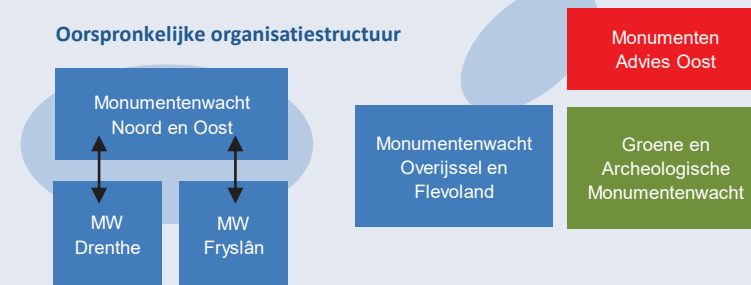 Oorspronkelijke organisatiestructuur
Monumentenwacht
Noord en Oost
MW
Drenthe
MW
Fryslân
Monumentenwacht
Overijssel en
Flevoland
Monumenten
Advies Oost
Groene en
Archeologische
Monumentenwacht